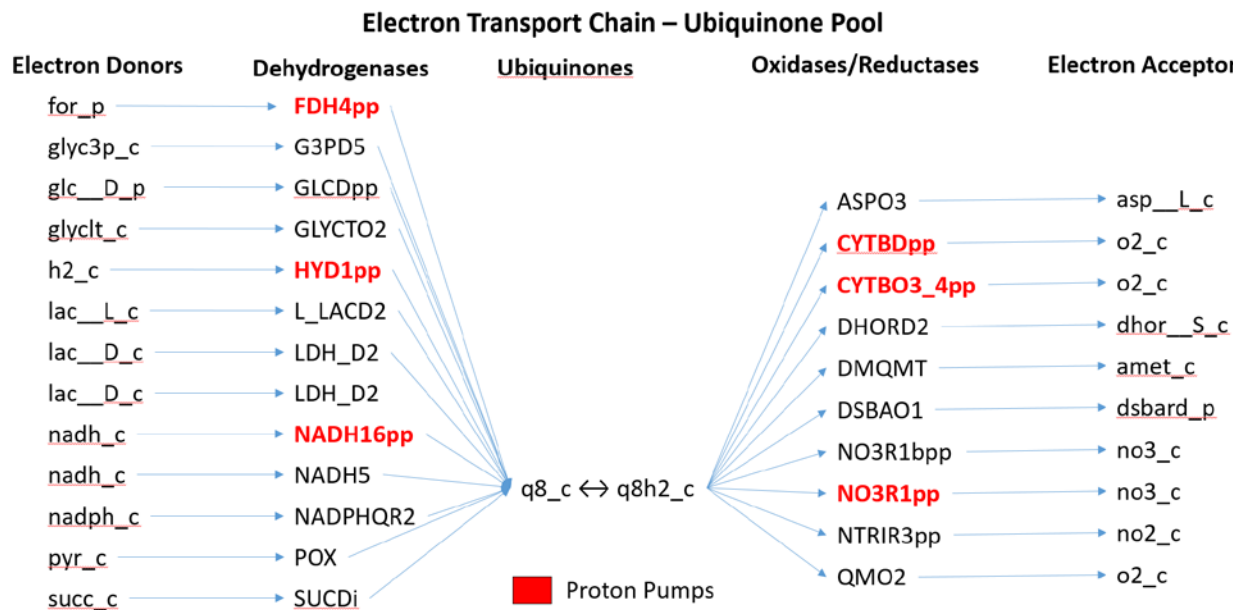 Electron Transport Chain – Ubiquinone Pool
Electron Donors Dehydrogenases Ubiquinones Oxidases/Reductases Electron Acceptor
for_p FDH4pp
glyc3p_c G3PD5
glc__D_p GLCDpp ASPO3 asp__L_c
glyclt_c GLYCTO2 CYTBDpp o2_c
h2_c HYD1pp CYTBO3_4pp o2_c
lac__L_c L_LACD2 DHORD2 dhor__S_c
lac__D_c LDH_D2 DMQMT amet_c
lac__D_c LDH_D2 DSBAO1 dsbard_p
nadh_c NADH16pp NO3R1bpp no3_c
nadh_c NADH5 q8_c ↔ q8h2_c NO3R1pp no3_c
nadph_c NADPHQR2 NTRIR3pp no2_c
pyr_c POX QMO2 o2_c
succ_c SUCDi Proton Pumps